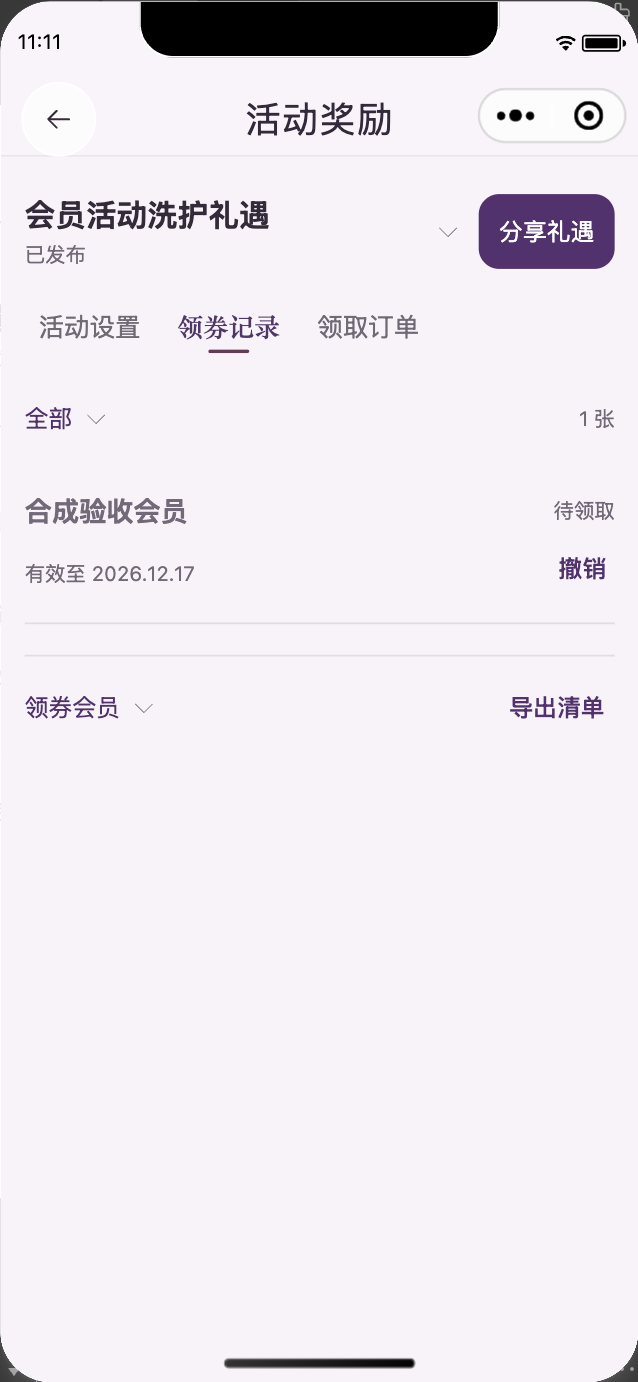 11:11
活动奖励
会员活动洗护礼遇
已发布
分享礼遇
活动设置 领券记录 领取订单
全部 1 张
合成验收会员 待领取
有效至 2026.12.17 撤销
领券会员 导出清单